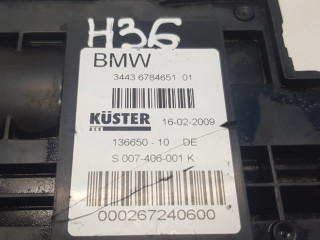 H36
BMW
3443 6784651 01
KÜSTER
16-02-2009
136650 - 10 DE
S 007-406-001 K
000267240600